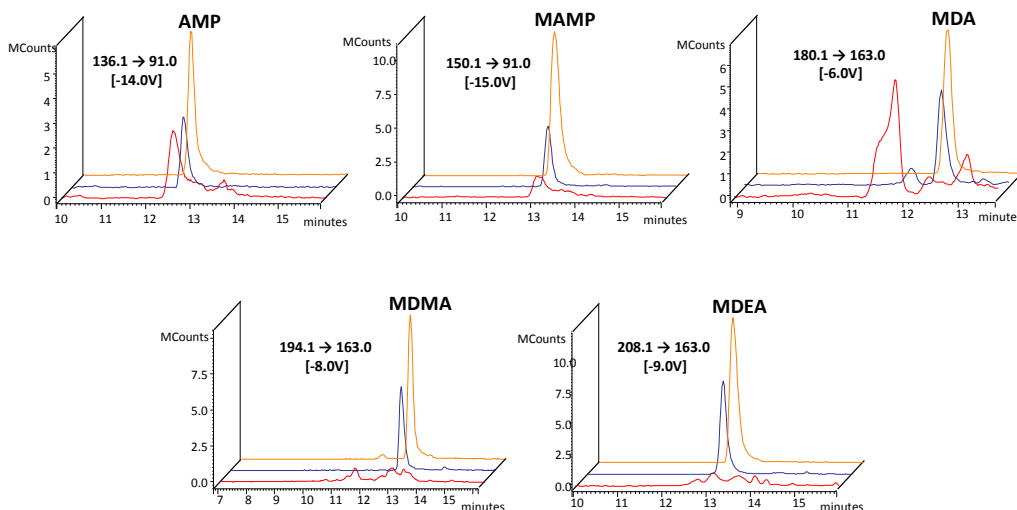 AMP
MCounts
136.1 → 91.0
[-14.0V]
5
4
3
2
1
0
10 11 12 13 14 15 minutes
MAMP
MCounts
150.1 → 91.0
[-15.0V]
10.0
7.5
5.0
2.5
0.0
10 11 12 13 14 15 minutes
MDA
MCounts
180.1 → 163.0
[-6.0V]
7
6
5
4
3
2
1
0
9 10 11 12 13 minutes
MDMA
MCounts
194.1 → 163.0
[-8.0V]
7.5
5.0
2.5
0.0
7 8 9 10 11 12 13 14 15 minutes
MDEA
MCounts
208.1 → 163.0
[-9.0V]
10.0
7.5
5.0
2.5
0.0
10 11 12 13 14 15 minutes